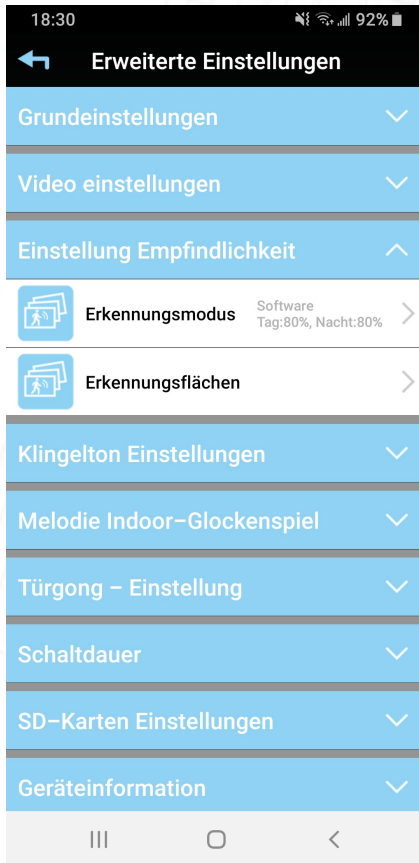 18:30 92%
Erweiterte Einstellungen
Grundeinstellungen
Video einstellungen
Einstellung Empfindlichkeit
Erkennungsmodus
Software
Tag:80%, Nacht:80%
Erkennungsflächen
Klingelton Einstellungen
Melodie Indoor-Glockenspiel
Türgong - Einstellung
Schaltdauer
SD-Karten Einstellungen
Geräteinformation